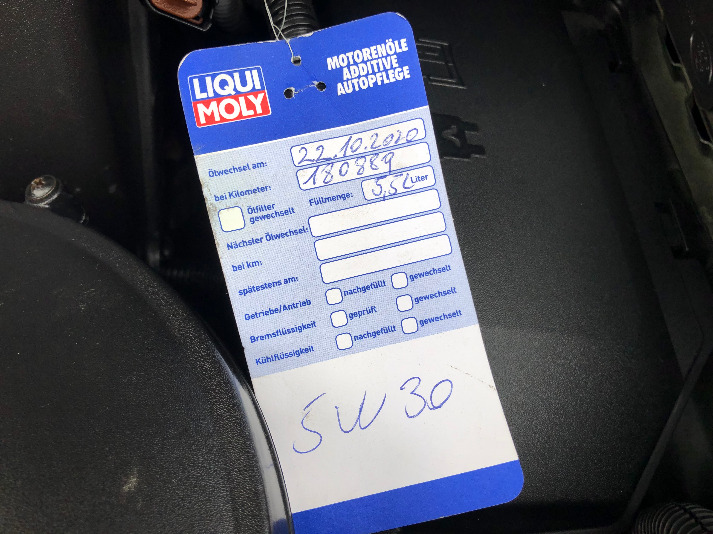 LIQUI
MOLY
MOTORENÖLE
ADDITIVE
AUTOPFLEGE
Ölwechsel am: 22.10.2020
bei Kilometer: 180889
Ölfilter
gewechselt
Füllmenge: 5,5L Liter
Nächster Ölwechsel:
bei km:
spätestens am:
Getriebe/Antrieb nachgefüllt gewechselt
Bremsflüssigkeit geprüft gewechselt
Kühlflüssigkeit nachgefüllt gewechselt
5W30